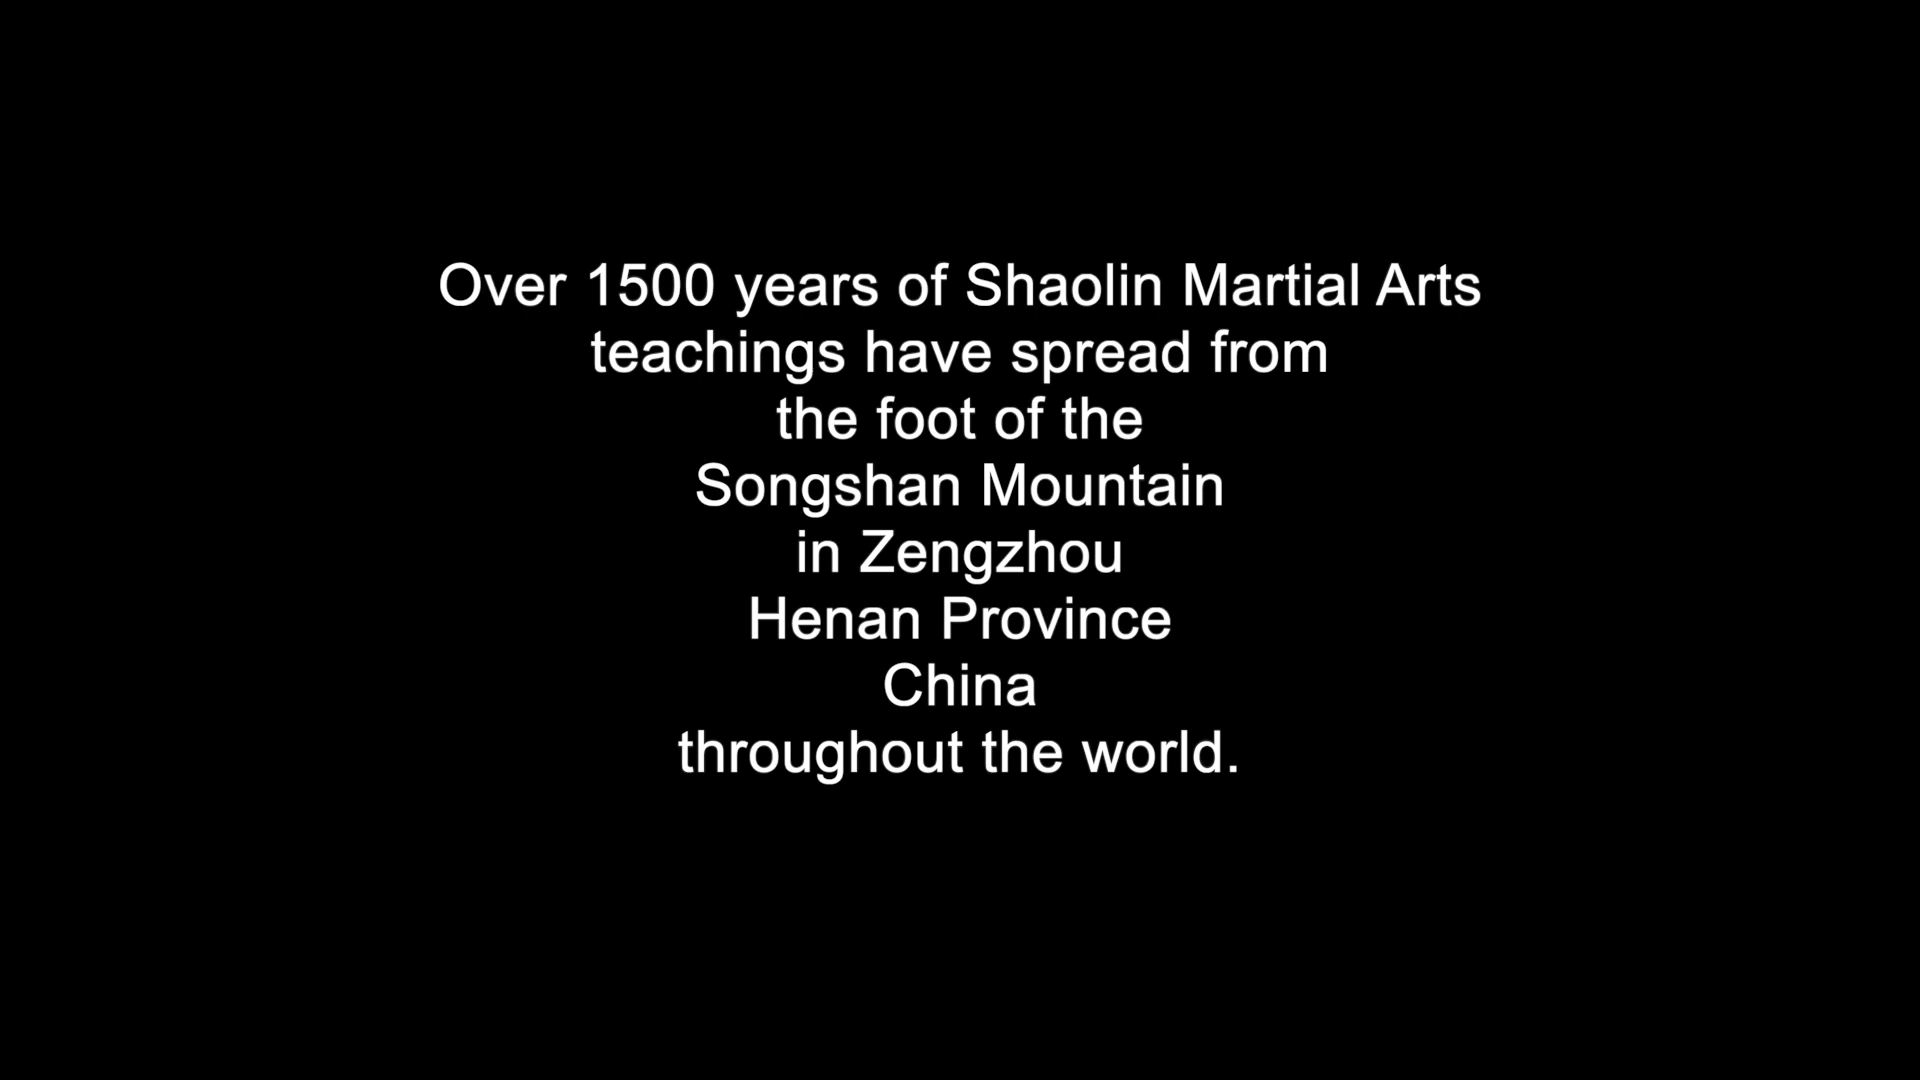 Over 1500 years of Shaolin Martial Arts
teachings have spread from
the foot of the
Songshan Mountain
in Zengzhou
Henan Province
China
throughout the world.